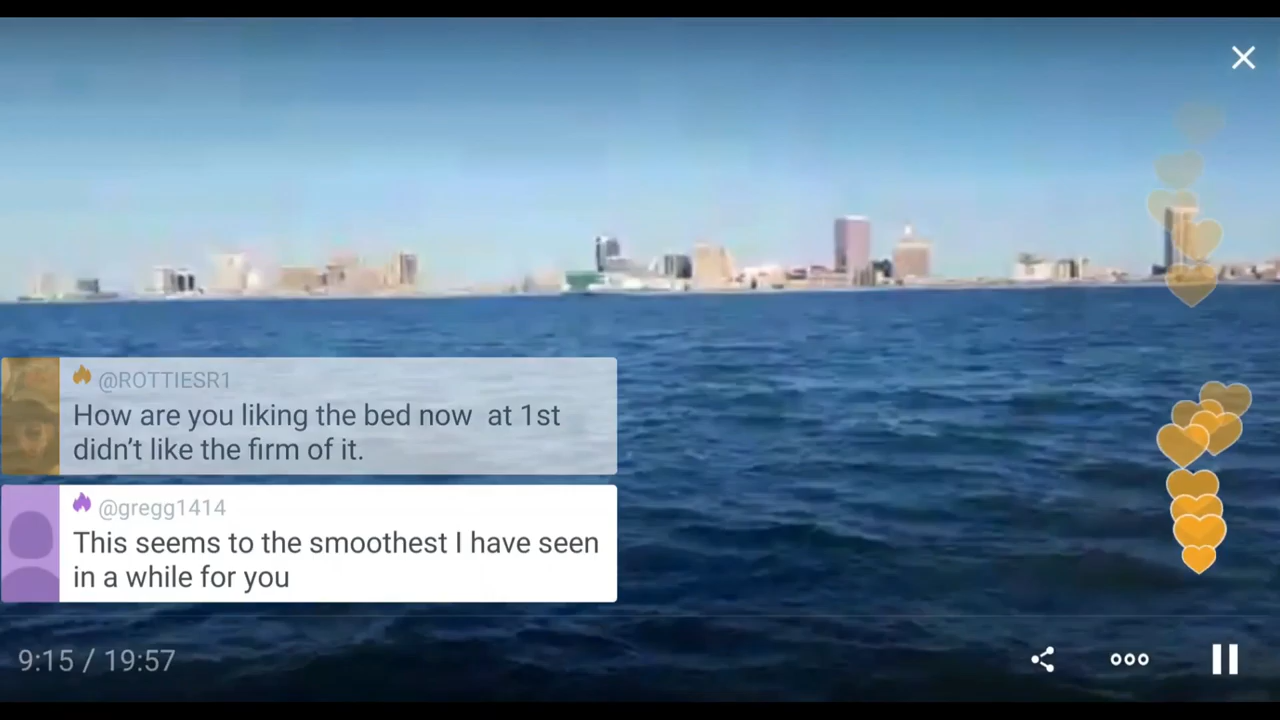 @ROTTIESR1
How are you liking the bed now  at 1st
didn't like the firm of it.
@gregg1414
This seems to the smoothest I have seen
in a while for you
9:15 / 19:57